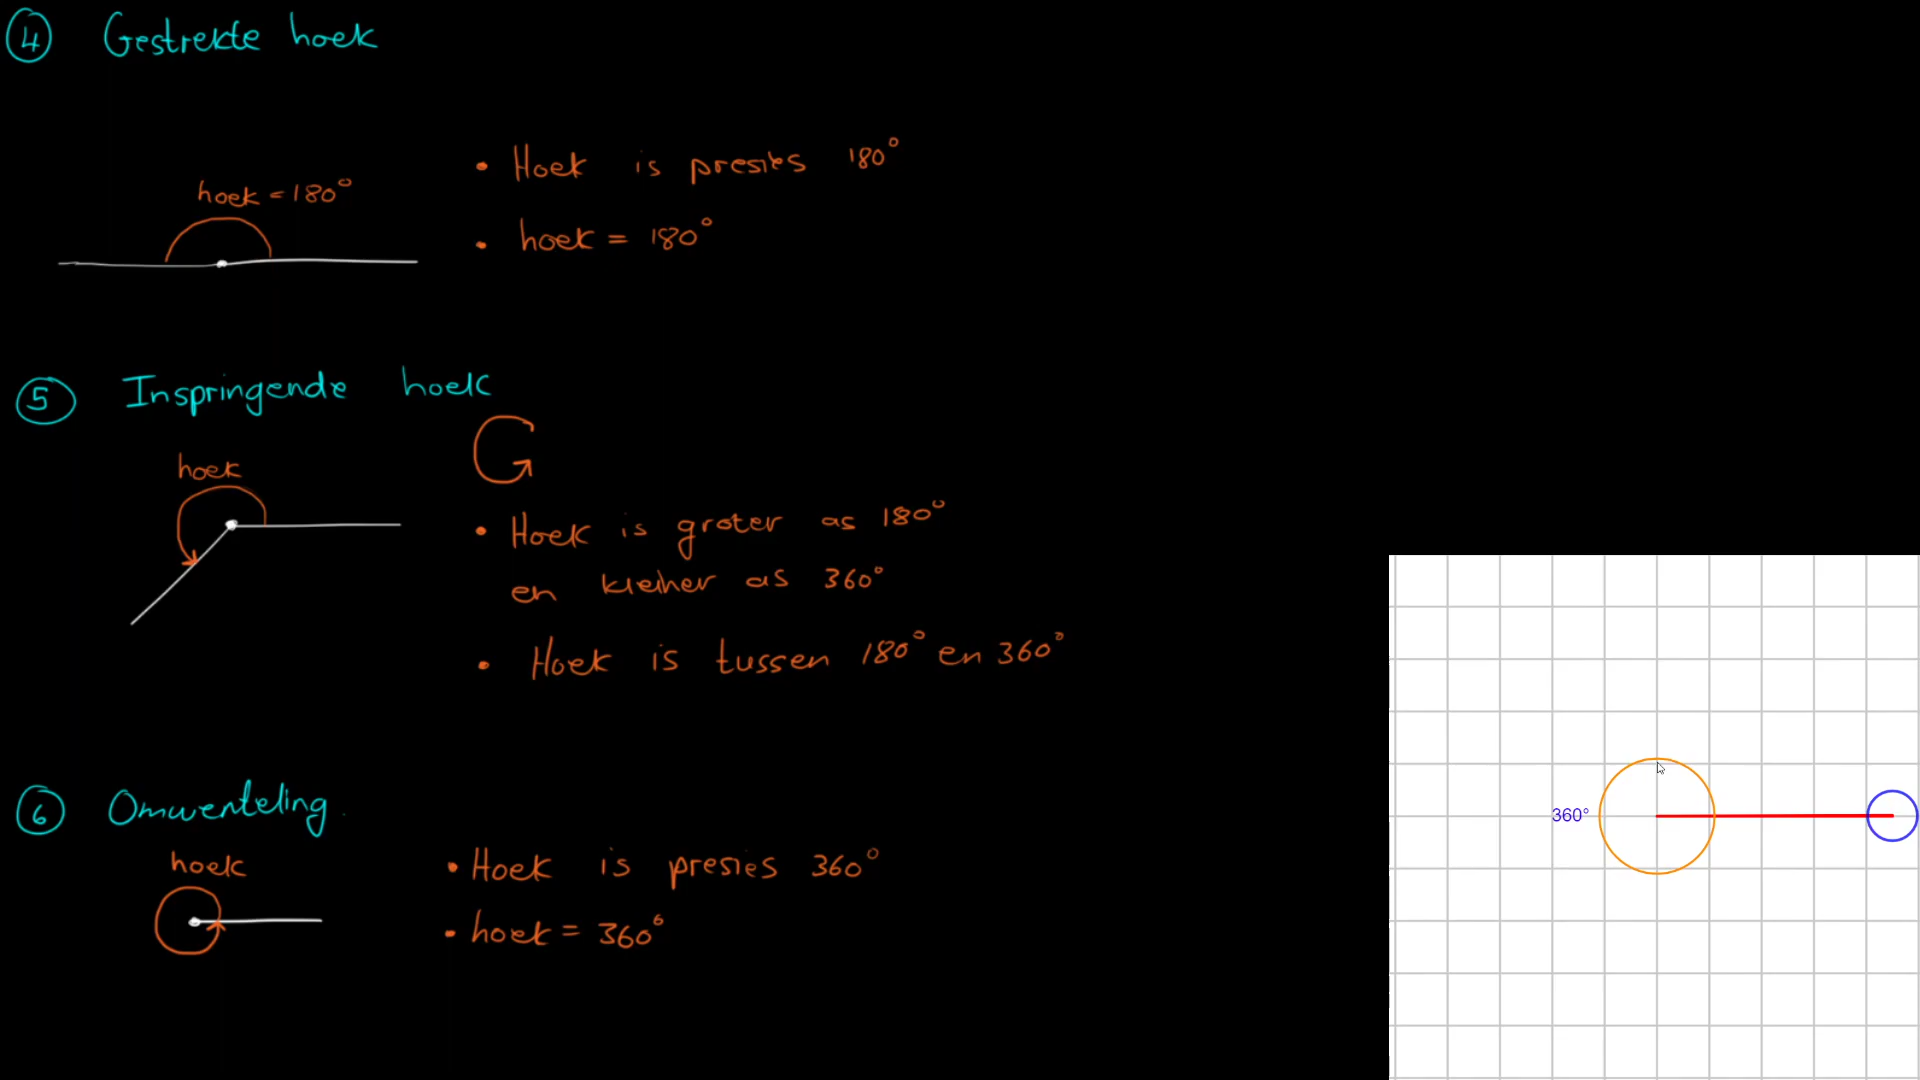 4 Gestrekte hoek
hoek = 180°
• Hoek is presies 180°
• hoek = 180°
5 Inspringende hoek
hoek
G
• Hoek is groter as 180°
en kleiner as 360°
• Hoek is tussen 180° en 360°
6 Omwenteling.
hoek
• Hoek is presies 360°
• hoek = 360°
360°